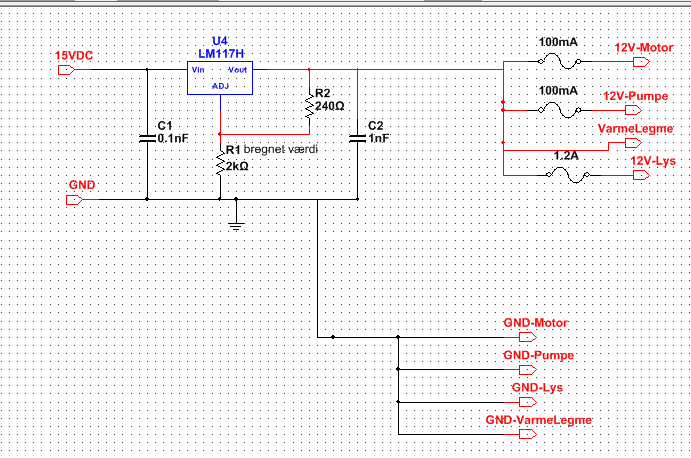 15VDC
U4
LM117H
Vin
Vout
ADJ
R2
240Ω
C1
0.1nF
C2
1nF
R1 bregnet værdi
2kΩ
GND
100mA
12V-Motor
100mA
12V-Pumpe
VarmeLegme
1.2A
12V-Lys
GND-Motor
GND-Pumpe
GND-Lys
GND-VarmeLegme